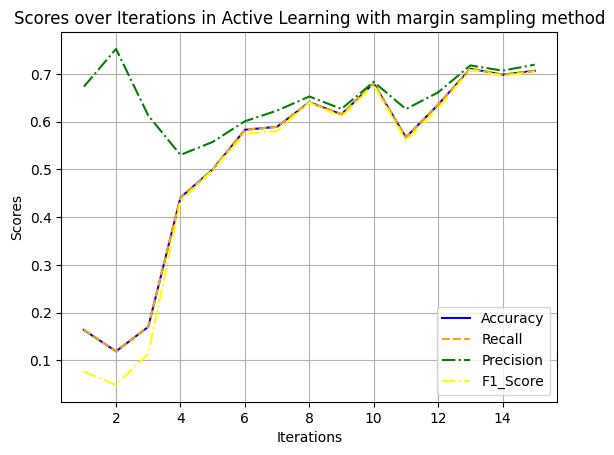 Scores over Iterations in Active Learning with margin sampling method
Scores
0.7
0.6
0.5
0.4
0.3
0.2
0.1
2 4 6 8 10 12 14
Iterations
Accuracy
Recall
Precision
F1_Score